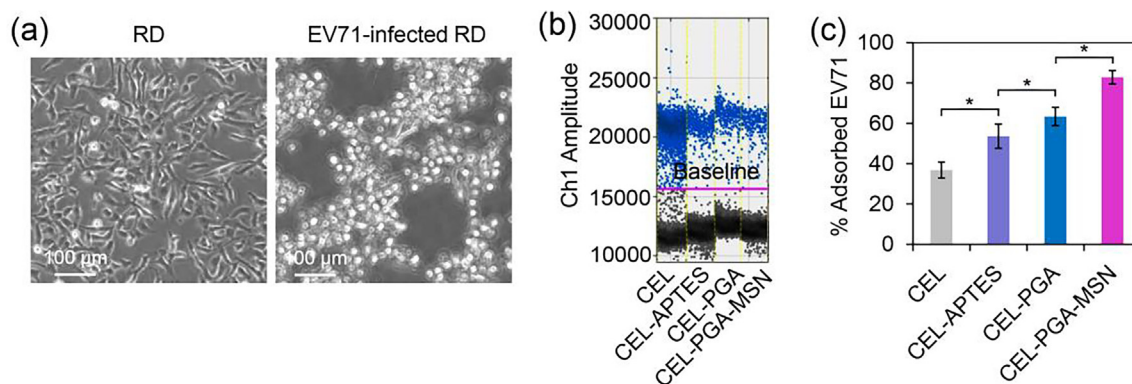 (a)
RD
EV71-infected RD
100 µm
100 µm
(b)
Ch1 Amplitude
30000
25000
20000
15000
10000
Baseline
CEL
CEL-APTES
CEL-PGA
CEL-PGA-MSN
(c)
% Adsorbed EV71
100
80
60
40
20
0
*
*
*
CEL
CEL-APTES
CEL-PGA
CEL-PGA-MSN